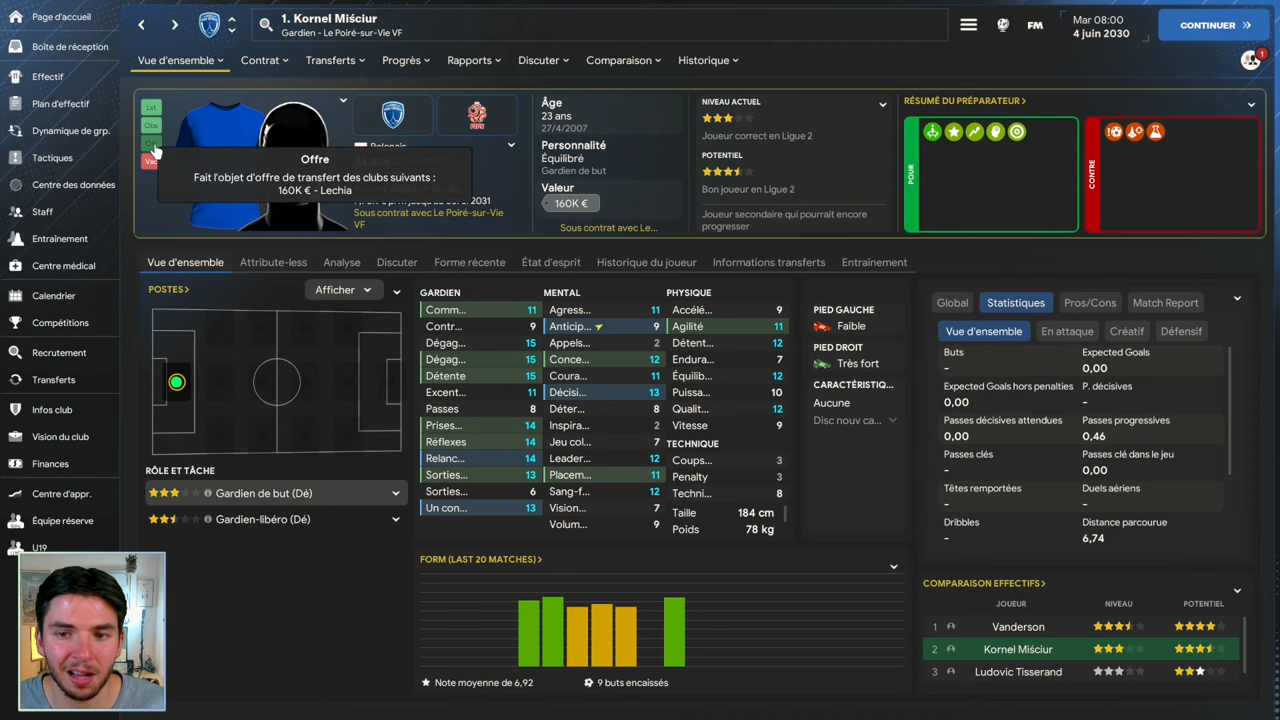 Page d'accueil
Boîte de réception
Effectif
Plan d'effectif
Dynamique de grp.
Tactiques
Centre des données
Staff
Entraînement
Centre médical
Calendrier
Compétitions
Recrutement
Transferts
Infos club
Vision du club
Finances
Centre d'appr.
Équipe réserve
U19
1. Kornel Miściur
Gardien - Le Poiré-sur-Vie VF
FM
Mar 08:00
4 juin 2030
CONTINUER
1
Vue d'ensemble
Contrat
Transferts
Progrès
Rapports
Discuter
Comparaison
Historique
Lst
Obs
Offre
Fait l'objet d'offre de transfert des clubs suivants :
160K € - Lechia
Sous contrat avec Le Poiré-sur-Vie VF
Âge
23 ans
27/4/2007
Personnalité
Équilibré
Gardien de but
Valeur
160K €
Sous contrat avec Le...
NIVEAU ACTUEL
Joueur correct en Ligue 2
POTENTIEL
Bon joueur en Ligue 2
Joueur secondaire qui pourrait encore progresser
RÉSUMÉ DU PRÉPARATEUR
POUR
CONTRE
Vue d'ensemble
Attribute-less
Analyse
Discuter
Forme récente
État d'esprit
Historique du joueur
Informations transferts
Entraînement
POSTES
Afficher
RÔLE ET TÂCHE
Gardien de but (Dé)
Gardien-libéro (Dé)
GARDIEN
Comm... 11
Contr... 9
Dégag... 15
Dégag... 15
Détente 15
Excent... 11
Passes 8
Prises... 14
Réflexes 14
Relanc... 14
Sorties... 13
Sorties... 6
Un con... 13
MENTAL
Agress... 11
Anticip... 9
Appels... 2
Conce... 12
Coura... 11
Décisi... 13
Déter... 8
Inspira... 2
Jeu col... 7
Leader... 12
Placem... 11
Sang-f... 12
Vision... 7
Volum... 9
PHYSIQUE
Accélé... 9
Agilité 11
Détent... 12
Endura... 7
Équilib... 12
Puissa... 10
Qualit... 12
Vitesse 9
TECHNIQUE
Coups... 3
Penalty 3
Techni... 8
Taille 184 cm
Poids 78 kg
PIED GAUCHE
Faible
PIED DROIT
Très fort
CARACTÉRISTIQ...
Aucune
Disc nouv ca...
Global
Statistiques
Pros/Cons
Match Report
Vue d'ensemble
En attaque
Créatif
Défensif
Buts
-
Expected Goals
0,00
Expected Goals hors penalties
0,00
P. décisives
-
Passes décisives attendues
0,00
Passes progressives
0,46
Passes clés
-
Passes clé dans le jeu
0,00
Têtes remportées
-
Duels aériens
-
Dribbles
-
Distance parcourue
6,74
FORM (LAST 20 MATCHES)
Note moyenne de 6,92
9 buts encaissés
COMPARAISON EFFECTIFS
JOUEUR NIVEAU POTENTIEL
1 Vanderson
2 Kornel Miściur
3 Ludovic Tisserand